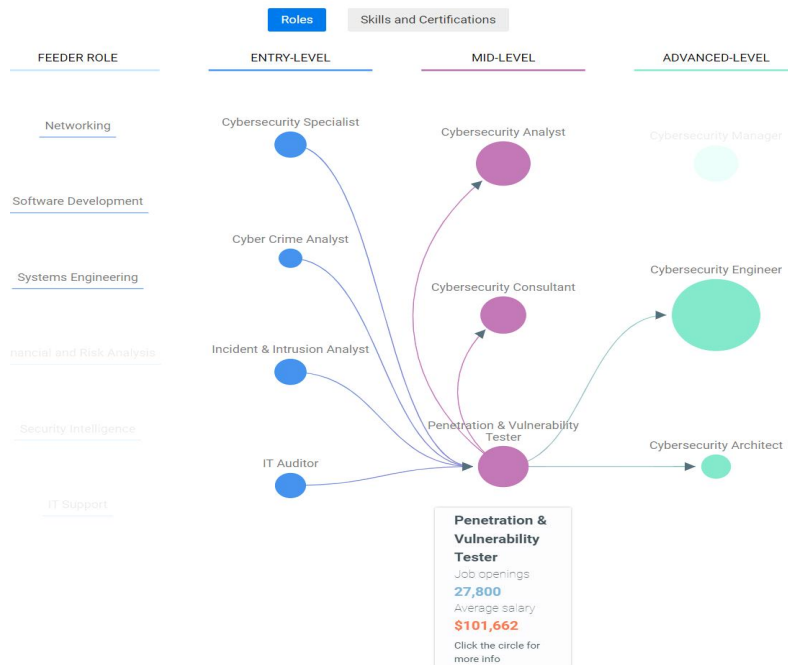 Roles
Skills and Certifications
FEEDER ROLE
ENTRY-LEVEL
MID-LEVEL
ADVANCED-LEVEL
Networking
Software Development
Systems Engineering
nancial and Risk Analysis
Security Intelligence
IT Support
Cybersecurity Specialist
Cyber Crime Analyst
Incident & Intrusion Analyst
IT Auditor
Cybersecurity Analyst
Cybersecurity Consultant
Penetration & Vulnerability
Tester
Cybersecurity Manager
Cybersecurity Engineer
Cybersecurity Architect
Penetration &
Vulnerability
Tester
Job openings
27,800
Average salary
$101,662
Click the circle for
more info